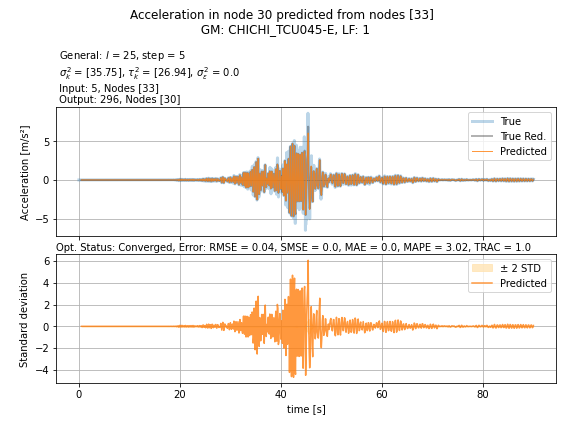 Acceleration in node 30 predicted from nodes [33]
GM: CHICHI_TCU045-E, LF: 1
General: l = 25, step = 5
σ²ₖ = [35.75], τ²ₖ = [26.94], σ²ε = 0.0
Input: 5, Nodes [33]
Output: 296, Nodes [30]
True
True Red.
Predicted
Acceleration [m/s²]
5
0
−5
Opt. Status: Converged, Error: RMSE = 0.04, SMSE = 0.0, MAE = 0.0, MAPE = 3.02, TRAC = 1.0
± 2 STD
Predicted
Standard deviation
6
4
2
0
−2
−4
0 20 40 60 80
time [s]